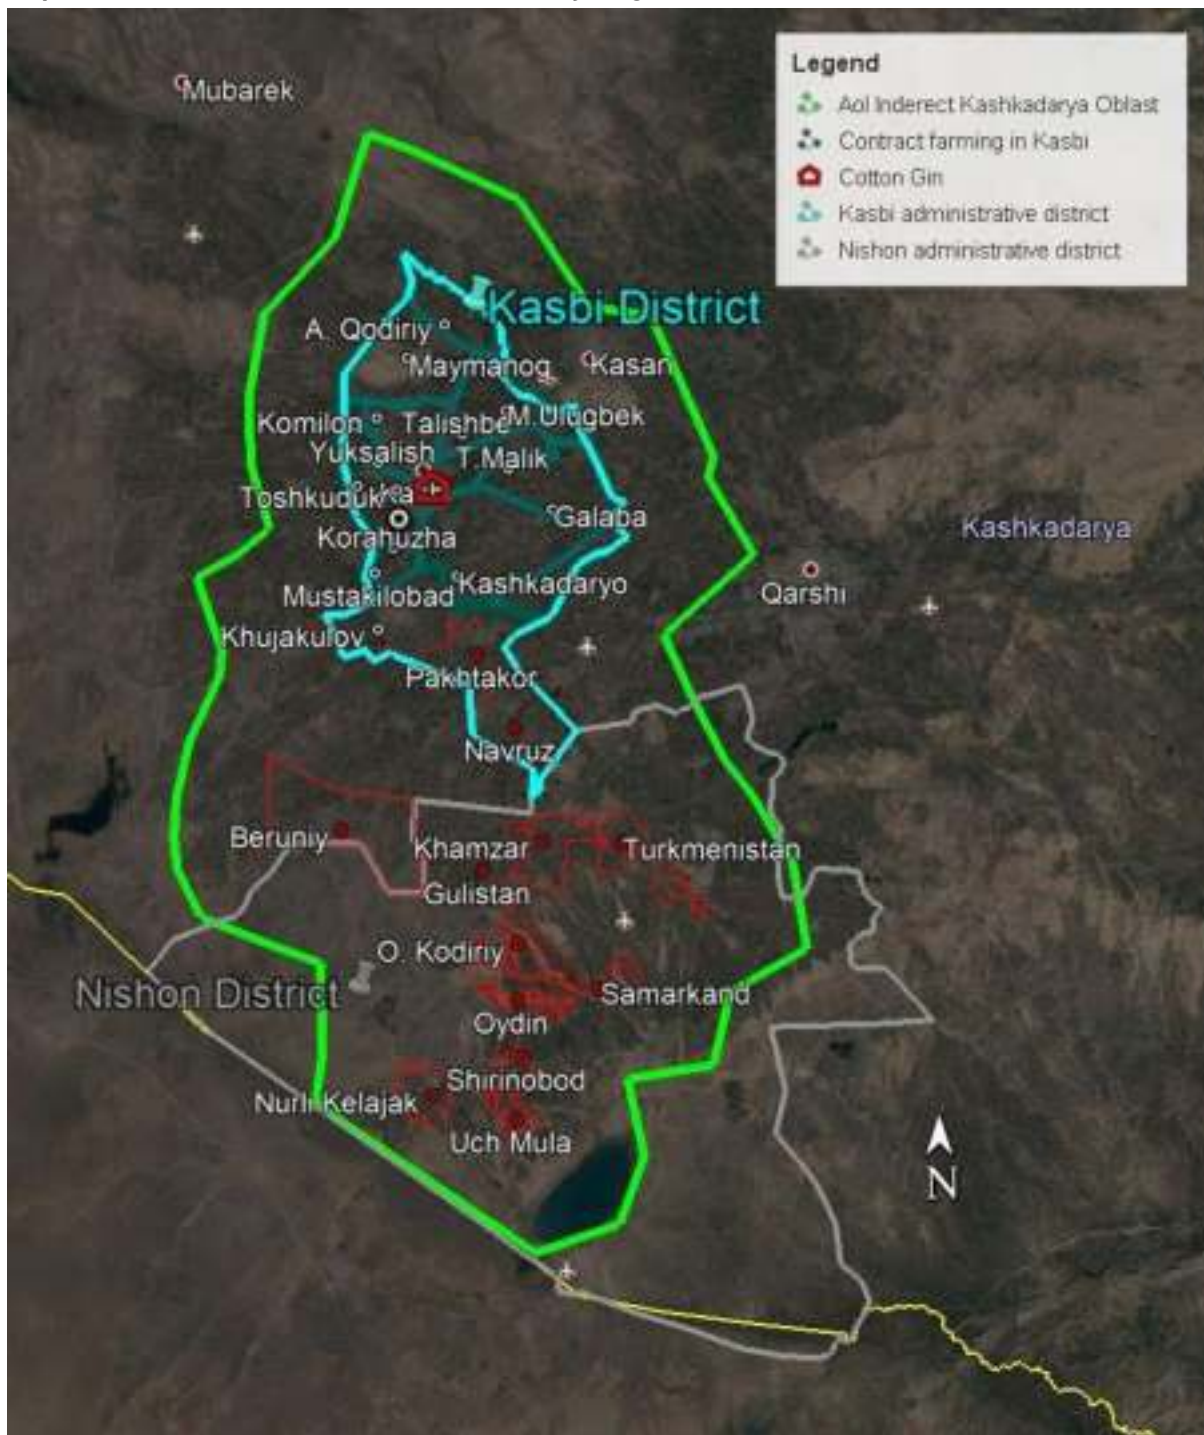 Mubarek
Legend
AoI Inderect Kashkadarya Oblast
Contract farming in Kasbi
Cotton Gin
Kasbi administrative district
Nishon administrative district
Kasbi District
A. Qodiriy
Maymanog
Kasan
Komilon
Talishbe
M.Ulugbek
Yuksalish
T.Malik
Toshkuduk
Galaba
Kashkadarya
Korahuzha
Qarshi
Mustakilobad
Kashkadaryo
Khujakulov
Pakhtakor
Navruz
Beruniy
Khamzar
Turkmenistan
Gulistan
O. Kodiriy
Nishon District
Samarkand
Oydin
Shirinobod
Nurli Kelajak
Uch Mula
N